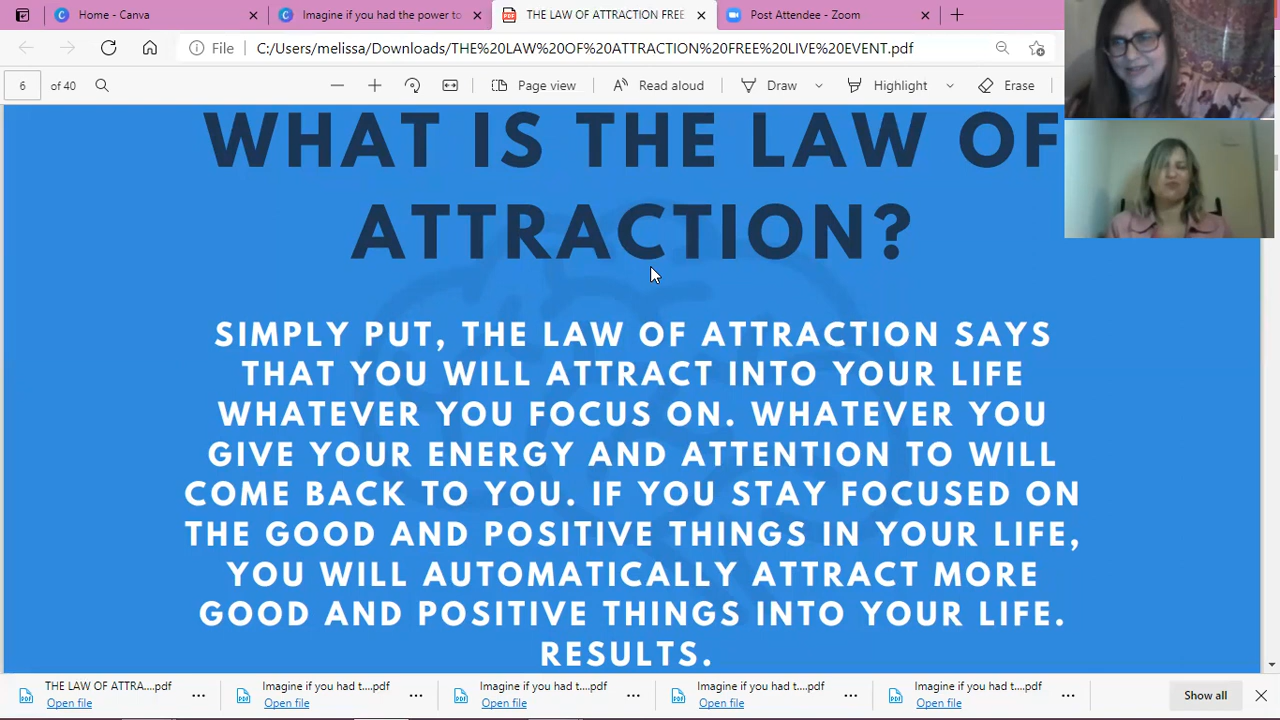 Home - Canva
Imagine if you had the power to
THE LAW OF ATTRACTION FREE
Post Attendee - Zoom
File
C:/Users/melissa/Downloads/THE%20LAW%20OF%20ATTRACTION%20FREE%20LIVE%20EVENT.pdf
6 of 40
Page view
Read aloud
Draw
Highlight
Erase
WHAT IS THE LAW OF
ATTRACTION?
SIMPLY PUT, THE LAW OF ATTRACTION SAYS
THAT YOU WILL ATTRACT INTO YOUR LIFE
WHATEVER YOU FOCUS ON. WHATEVER YOU
GIVE YOUR ENERGY AND ATTENTION TO WILL
COME BACK TO YOU. IF YOU STAY FOCUSED ON
THE GOOD AND POSITIVE THINGS IN YOUR LIFE,
YOU WILL AUTOMATICALLY ATTRACT MORE
GOOD AND POSITIVE THINGS INTO YOUR LIFE.
RESULTS.
THE LAW OF ATTRA....pdf
Open file
Imagine if you had t....pdf
Open file
Imagine if you had t....pdf
Open file
Imagine if you had t....pdf
Open file
Imagine if you had t....pdf
Open file
Show all